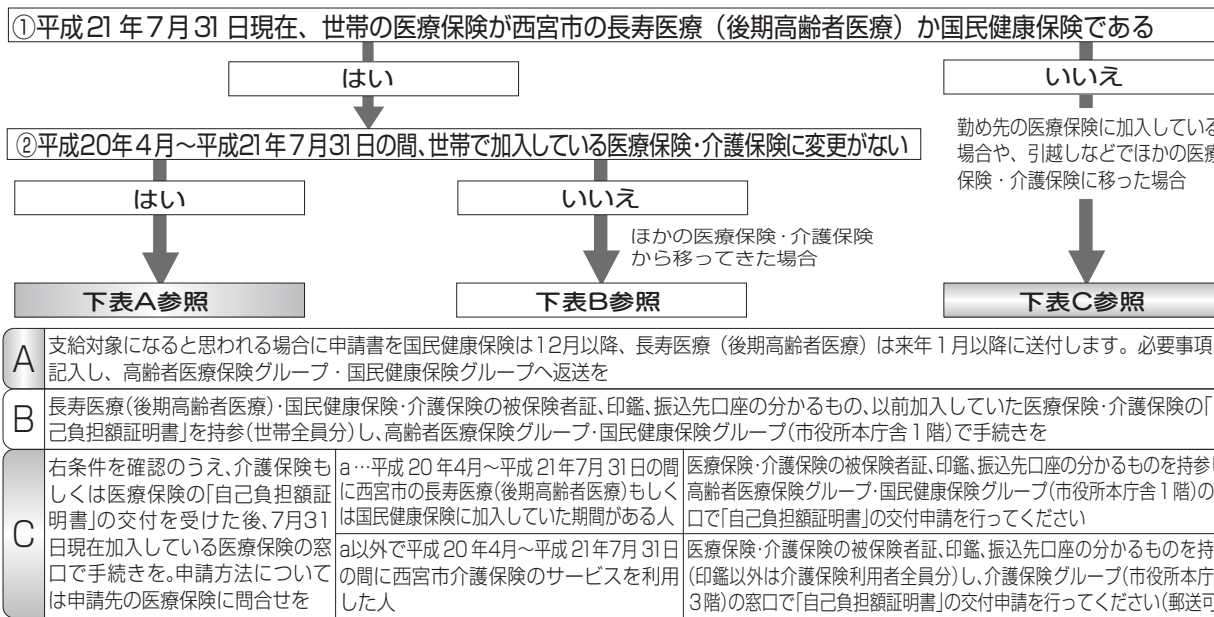 ①平成21年7月31日現在、世帯の医療保険が西宮市の長寿医療（後期高齢者医療）か国民健康保険である
はい
いいえ
②平成20年4月～平成21年7月31日の間、世帯で加入している医療保険・介護保険に変更がない
勤め先の医療保険に加入している
場合や、引越しなどでほかの医療
保険・介護保険に移った場合
はい
いいえ
ほかの医療保険・介護保険
から移ってきた場合
下表A参照
下表B参照
下表C参照
A
支給対象になると思われる場合に申請書を国民健康保険は12月以降、長寿医療（後期高齢者医療）は来年1月以降に送付します。必要事項
記入し、高齢者医療保険グループ・国民健康保険グループへ返送を
B
長寿医療(後期高齢者医療)・国民健康保険・介護保険の被保険者証、印鑑、振込先口座の分かるもの、以前加入していた医療保険・介護保険の「
己負担額証明書」を持参(世帯全員分)し、高齢者医療保険グループ・国民健康保険グループ(市役所本庁舎1階)で手続きを
C
右条件を確認のうえ、介護保険も
しくは医療保険の「自己負担額証
明書」の交付を受けた後、7月31
日現在加入している医療保険の窓
口で手続きを。申請方法について
は申請先の医療保険に問合せを
a…平成20年4月～平成21年7月31日の間
に西宮市の長寿医療(後期高齢者医療)もしく
は国民健康保険に加入していた期間がある人
医療保険・介護保険の被保険者証、印鑑、振込先口座の分かるものを持参し
高齢者医療保険グループ・国民健康保険グループ(市役所本庁舎1階)の
口で「自己負担額証明書」の交付申請を行ってください
a以外で平成20年4月～平成21年7月31日
の間に西宮市介護保険のサービスを利用
した人
医療保険・介護保険の被保険者証、印鑑、振込先口座の分かるものを持
(印鑑以外は介護保険利用者全員分)し、介護保険グループ(市役所本庁
3階)の窓口で「自己負担額証明書」の交付申請を行ってください(郵送可